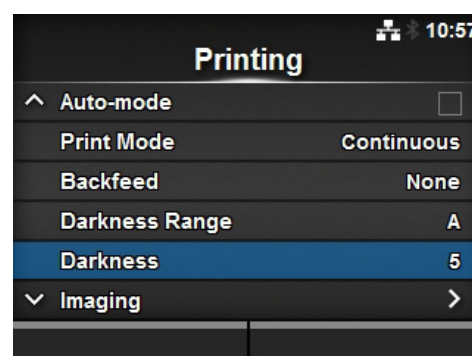 10:57
Printing
Auto-mode
Print Mode Continuous
Backfeed None
Darkness Range A
Darkness 5
Imaging